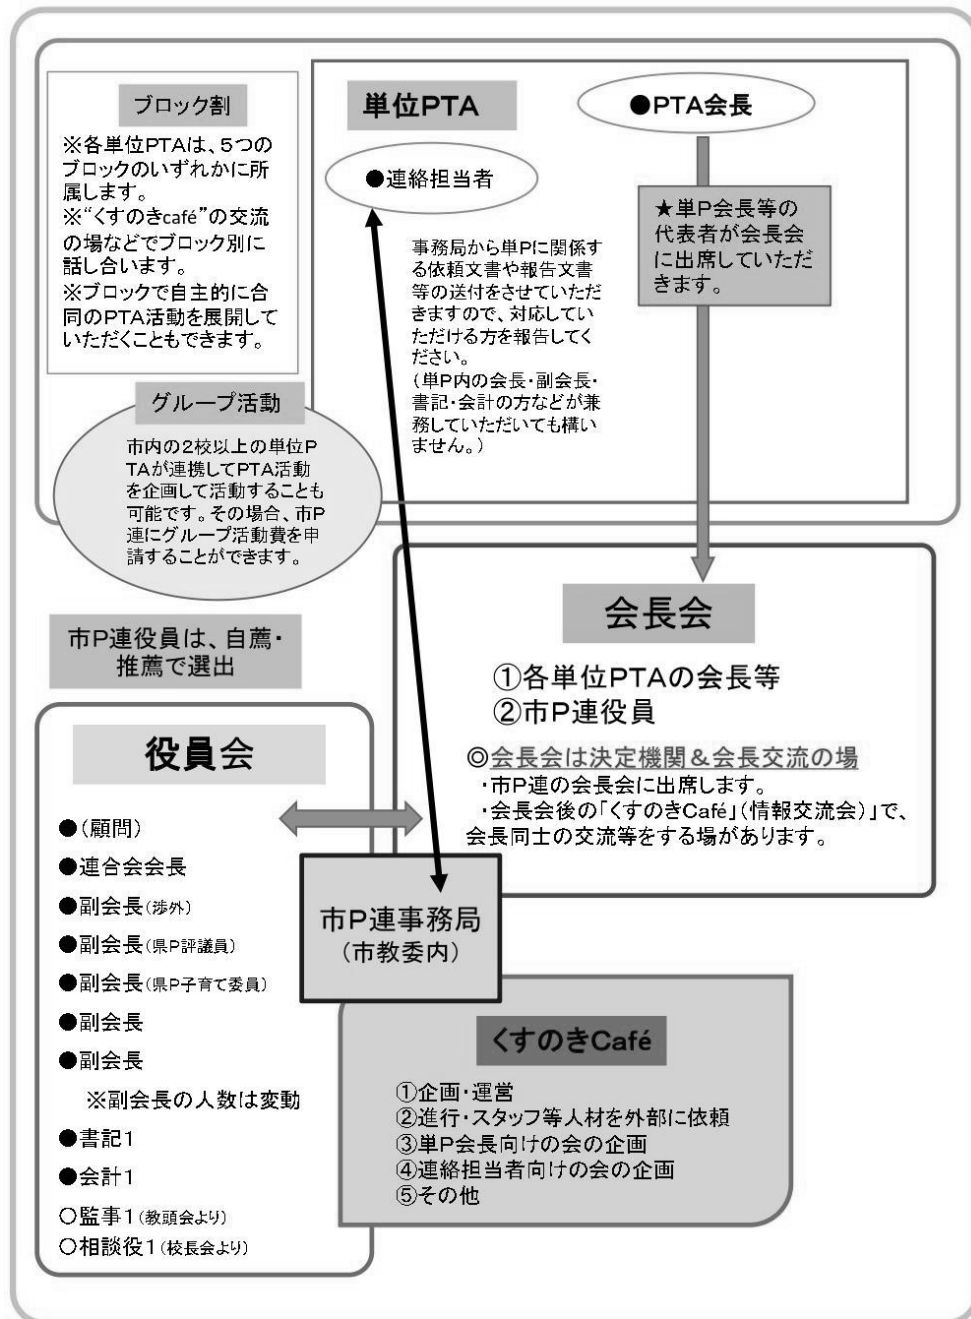 ブロック割
※各単位PTAは、5つの
ブロックのいずれかに所
属します。
※“くすのきcafé”の交流
の場などでブロック別に
話し合います。
※ブロックで自主的に合
同のPTA活動を展開して
いただくこともできます。
単位PTA
●PTA会長
●連絡担当者
★単P会長等の
代表者が会長会
に出席していただ
きます。
事務局から単Pに関係す
る依頼文書や報告文書
等の送付をさせていただ
きますので、対応してい
ただける方を報告してく
ださい。
(単P内の会長・副会長・
書記・会計の方などが兼
務していただいても構い
ません。)
グループ活動
市内の2校以上の単位P
TAが連携してPTA活動
を企画して活動することも
可能です。その場合、市P
連にグループ活動費を申
請することができます。
市P連役員は、自薦・
推薦で選出
会長会
①各単位PTAの会長等
②市P連役員
◎会長会は決定機関&会長交流の場
・市P連の会長会に出席します。
・会長会後の「くすのきCafé」(情報交流会)」で、
会長同士の交流等をする場があります。
役員会
●(顧問)
●連合会会長
●副会長(渉外)
●副会長(県P評議員)
●副会長(県P子育て委員)
●副会長
●副会長
※副会長の人数は変動
●書記1
●会計1
○監事1(教頭会より)
○相談役1(校長会より)
市P連事務局
(市教委内)
くすのきCafé
①企画・運営
②進行・スタッフ等人材を外部に依頼
③単P会長向けの会の企画
④連絡担当者向けの会の企画
⑤その他